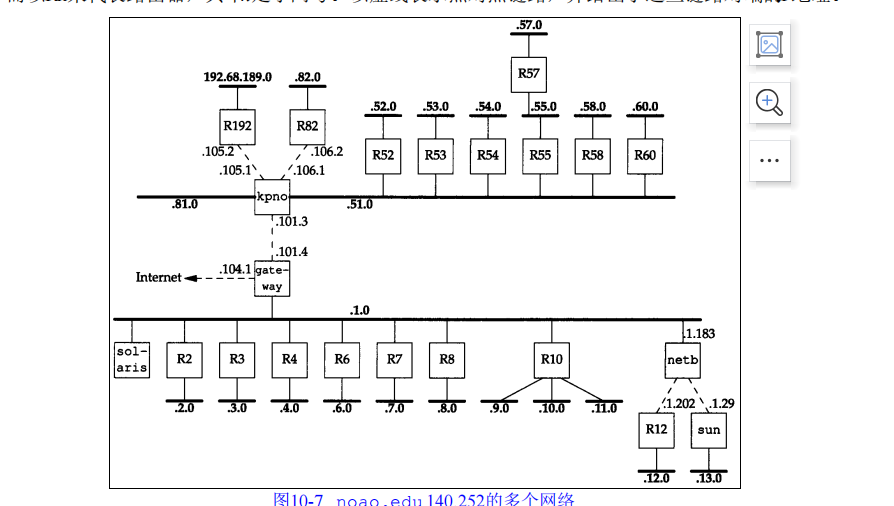 .57.0
R57
192.68.189.0 .82.0
.52.0 .53.0 .54.0 .55.0 .58.0 .60.0
R192 R82
R52 R53 R54 R55 R58 R60
.105.2 .106.2
.105.1 .106.1
kpno
.81.0 .51.0
.101.3
.101.4
Internet .104.1 gate-
way
.1.0
.1.183
sol-
aris
R2 R3 R4 R6 R7 R8 R10 netb
.2.0 .3.0 .4.0 .6.0 .7.0 .8.0 .9.0 .10.0 .11.0
.1.202 .1.29
R12 sun
.12.0 .13.0
图10-7 noao.edu 140.252的多个网络